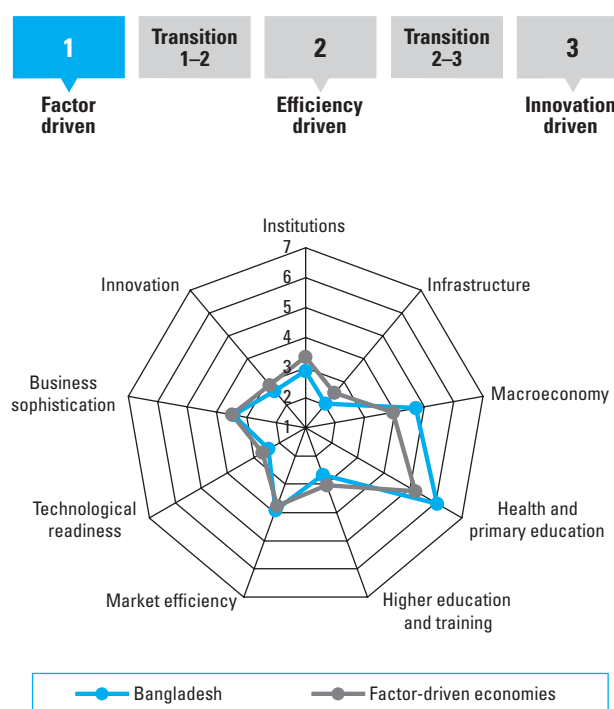 1
Transition
1–2
2
Transition
2–3
3
Factor
driven
Efficiency
driven
Innovation
driven
Institutions
7
6
5
4
3
2
1
Infrastructure
Macroeconomy
Health and
primary education
Higher education
and training
Market efficiency
Technological
readiness
Business
sophistication
Innovation
Bangladesh
Factor-driven economies